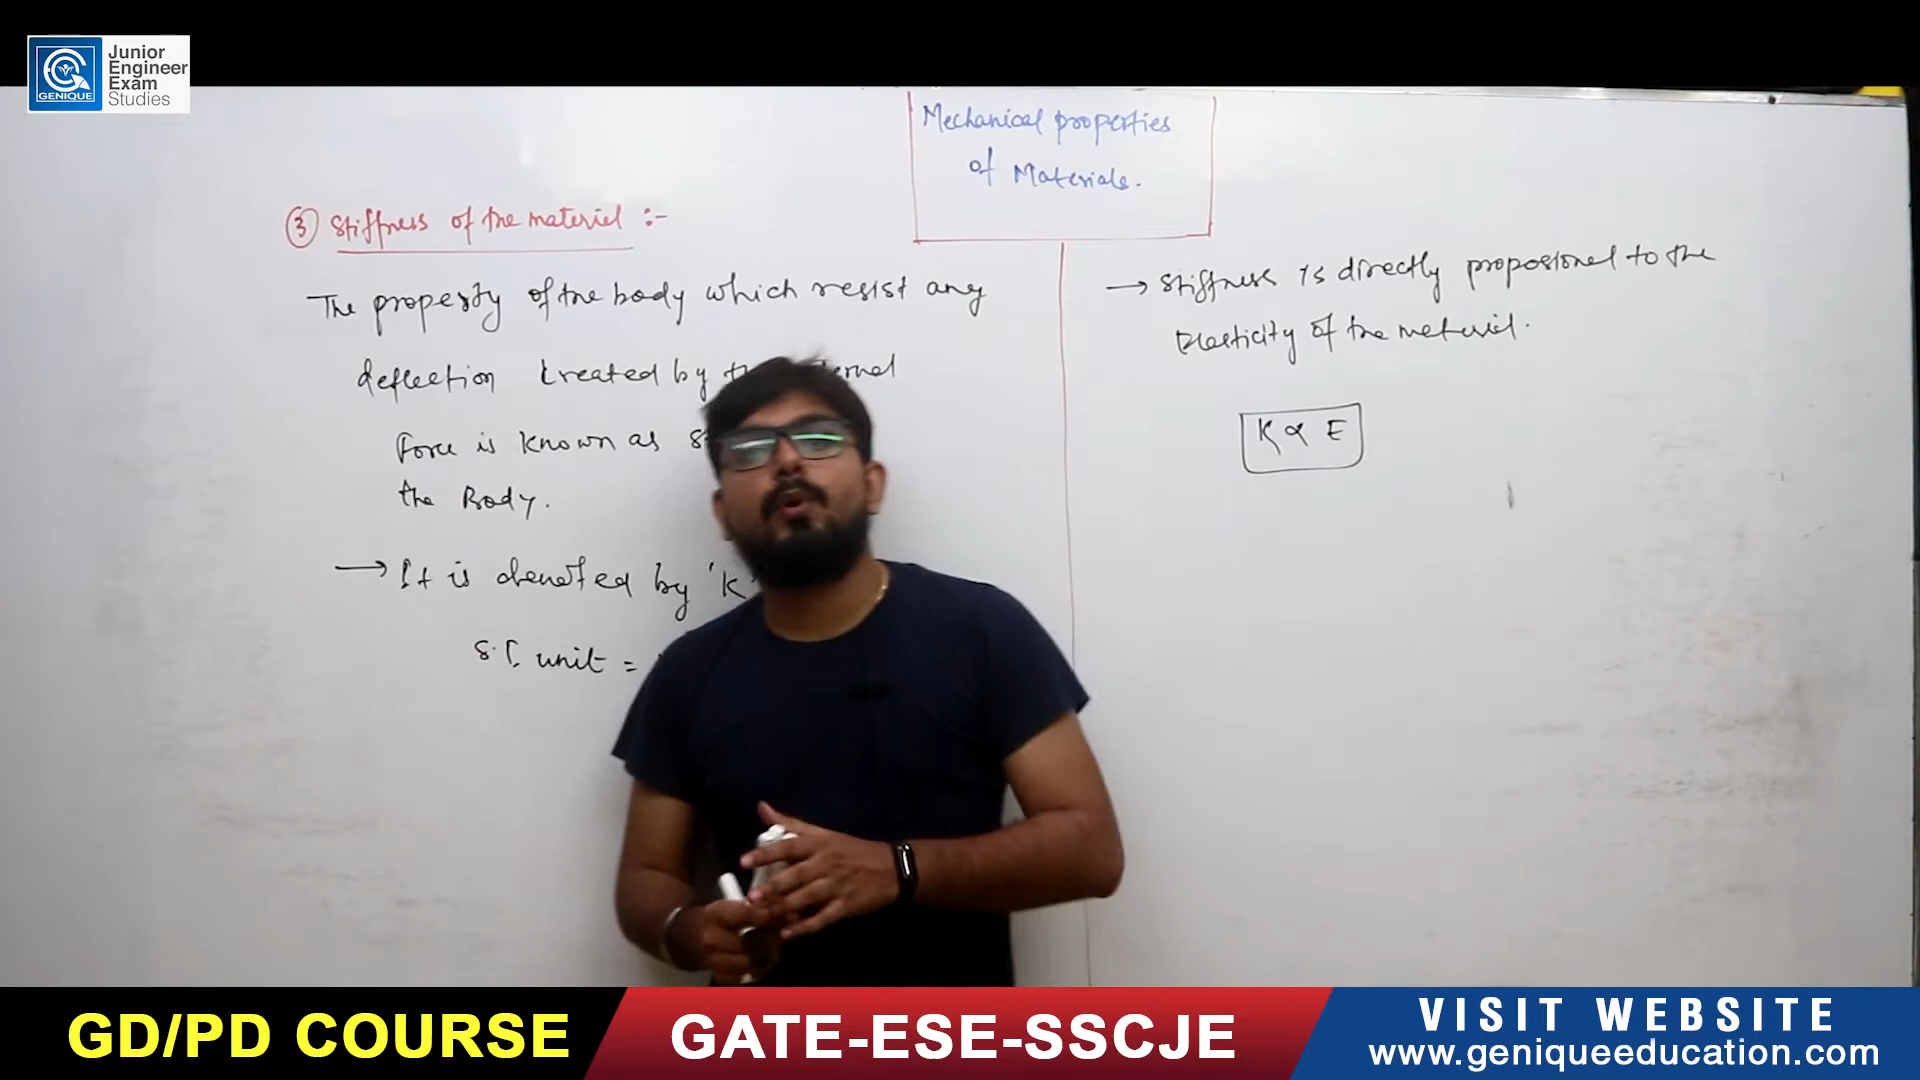 GENIQUE
Junior
Engineer
Exam
Studies
Mechanical properties
of Materials.
③ Stiffness of the material :-
The property of the body which resist any
deflection created by
Force is known as
the Body.
→ It is denoted by 'K'
S.I unit =
→ Stiffness is directly proposional to the
Elasticity of the material.
K ∝ E
GD/PD COURSE
GATE-ESE-SSCJE
VISIT WEBSITE
www.geniqueeducation.com